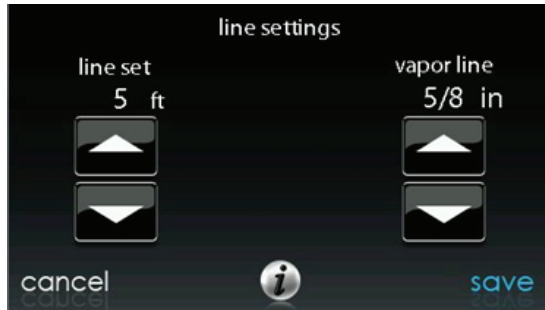 line settings
line set
5 ft
vapor line
5/8 in
cancel
i
save